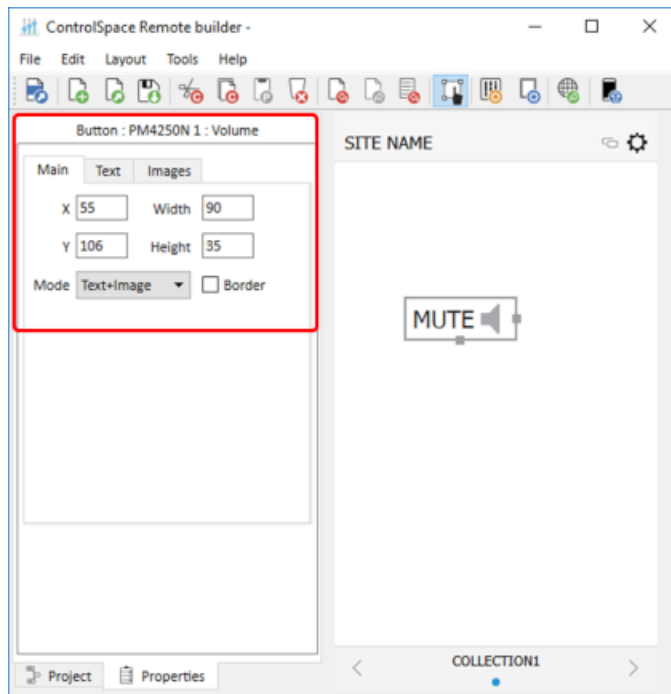 ControlSpace Remote builder -
File Edit Layout Tools Help
Button : PM4250N 1 : Volume
Main Text Images
X 55 Width 90
Y 106 Height 35
Mode Text+Image Border
SITE NAME
MUTE
COLLECTION1
Project Properties